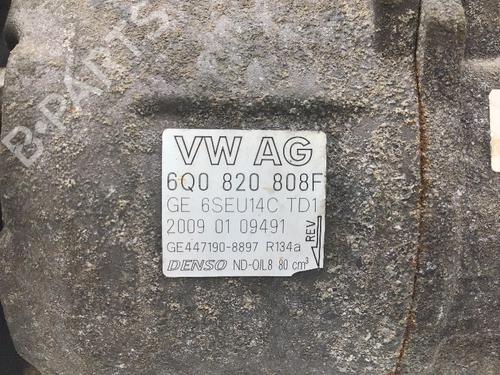 B-PARTS
VW AG
6Q0 820 808F
GE 6SEU14C TD1
2009 01 09491
REV
GE447190-8897 R134a
DENSO ND-OIL8 80 cm³